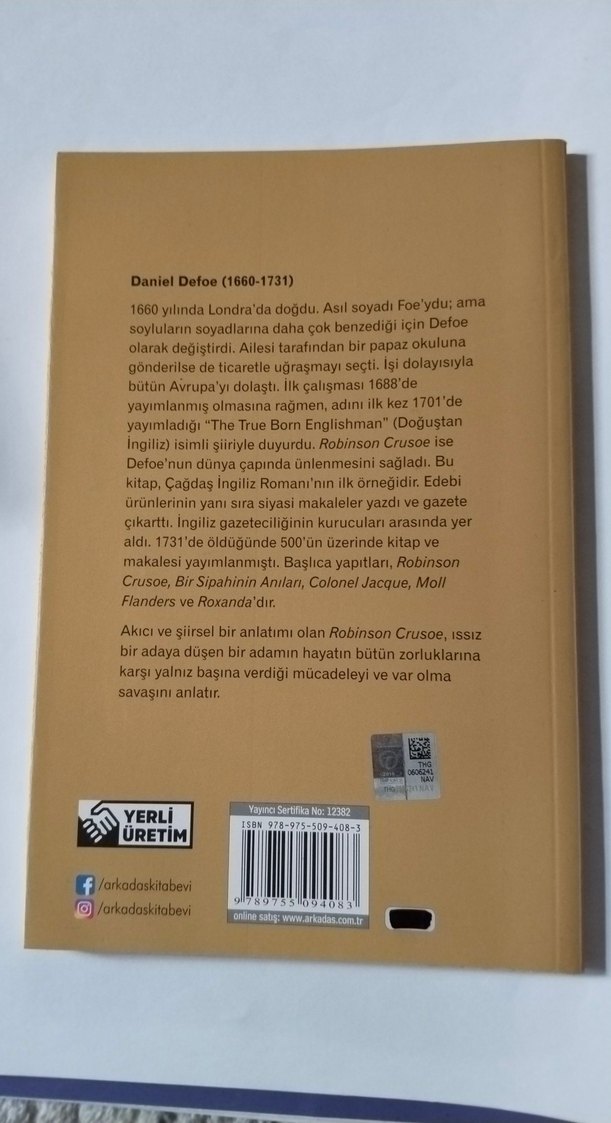 Daniel Defoe (1660-1731)
1660 yılında Londra'da doğdu. Asıl soyadı Foe'ydu; ama
soyluların soyadlarına daha çok benzediği için Defoe
olarak değiştirdi. Ailesi tarafından bir papaz okuluna
gönderilse de ticaretle uğraşmayı seçti. İşi dolayısıyla
bütün Avrupa'yı dolaştı. İlk çalışması 1688'de
yayımlanmış olmasına rağmen, adını ilk kez 1701'de
yayımladığı “The True Born Englishman” (Doğuştan
İngiliz) isimli şiiriyle duyurdu. Robinson Crusoe ise
Defoe'nun dünya çapında ünlenmesini sağladı. Bu
kitap, Çağdaş İngiliz Romanı'nın ilk örneğidir. Edebi
ürünlerinin yanı sıra siyasi makaleler yazdı ve gazete
çıkarttı. İngiliz gazeteciliğinin kurucuları arasında yer
aldı. 1731'de öldüğünde 500'ün üzerinde kitap ve
makalesi yayımlanmıştı. Başlıca yapıtları, Robinson
Crusoe, Bir Sipahinin Anıları, Colonel Jacque, Moll
Flanders ve Roxanda'dır.
Akıcı ve şiirsel bir anlatımı olan Robinson Crusoe, ıssız
bir adaya düşen bir adamın hayatın bütün zorluklarına
karşı yalnız başına verdiği mücadeleyi ve var olma
savaşını anlatır.
THG
0606241
NAV
YERLİ
ÜRETİM
/arkadaskitabevi
/arkadaskitabevi
Yayıncı Sertifika No: 12382
ISBN 978-975-509-408-3
9 789755 094083
online satış: www.arkadas.com.tr